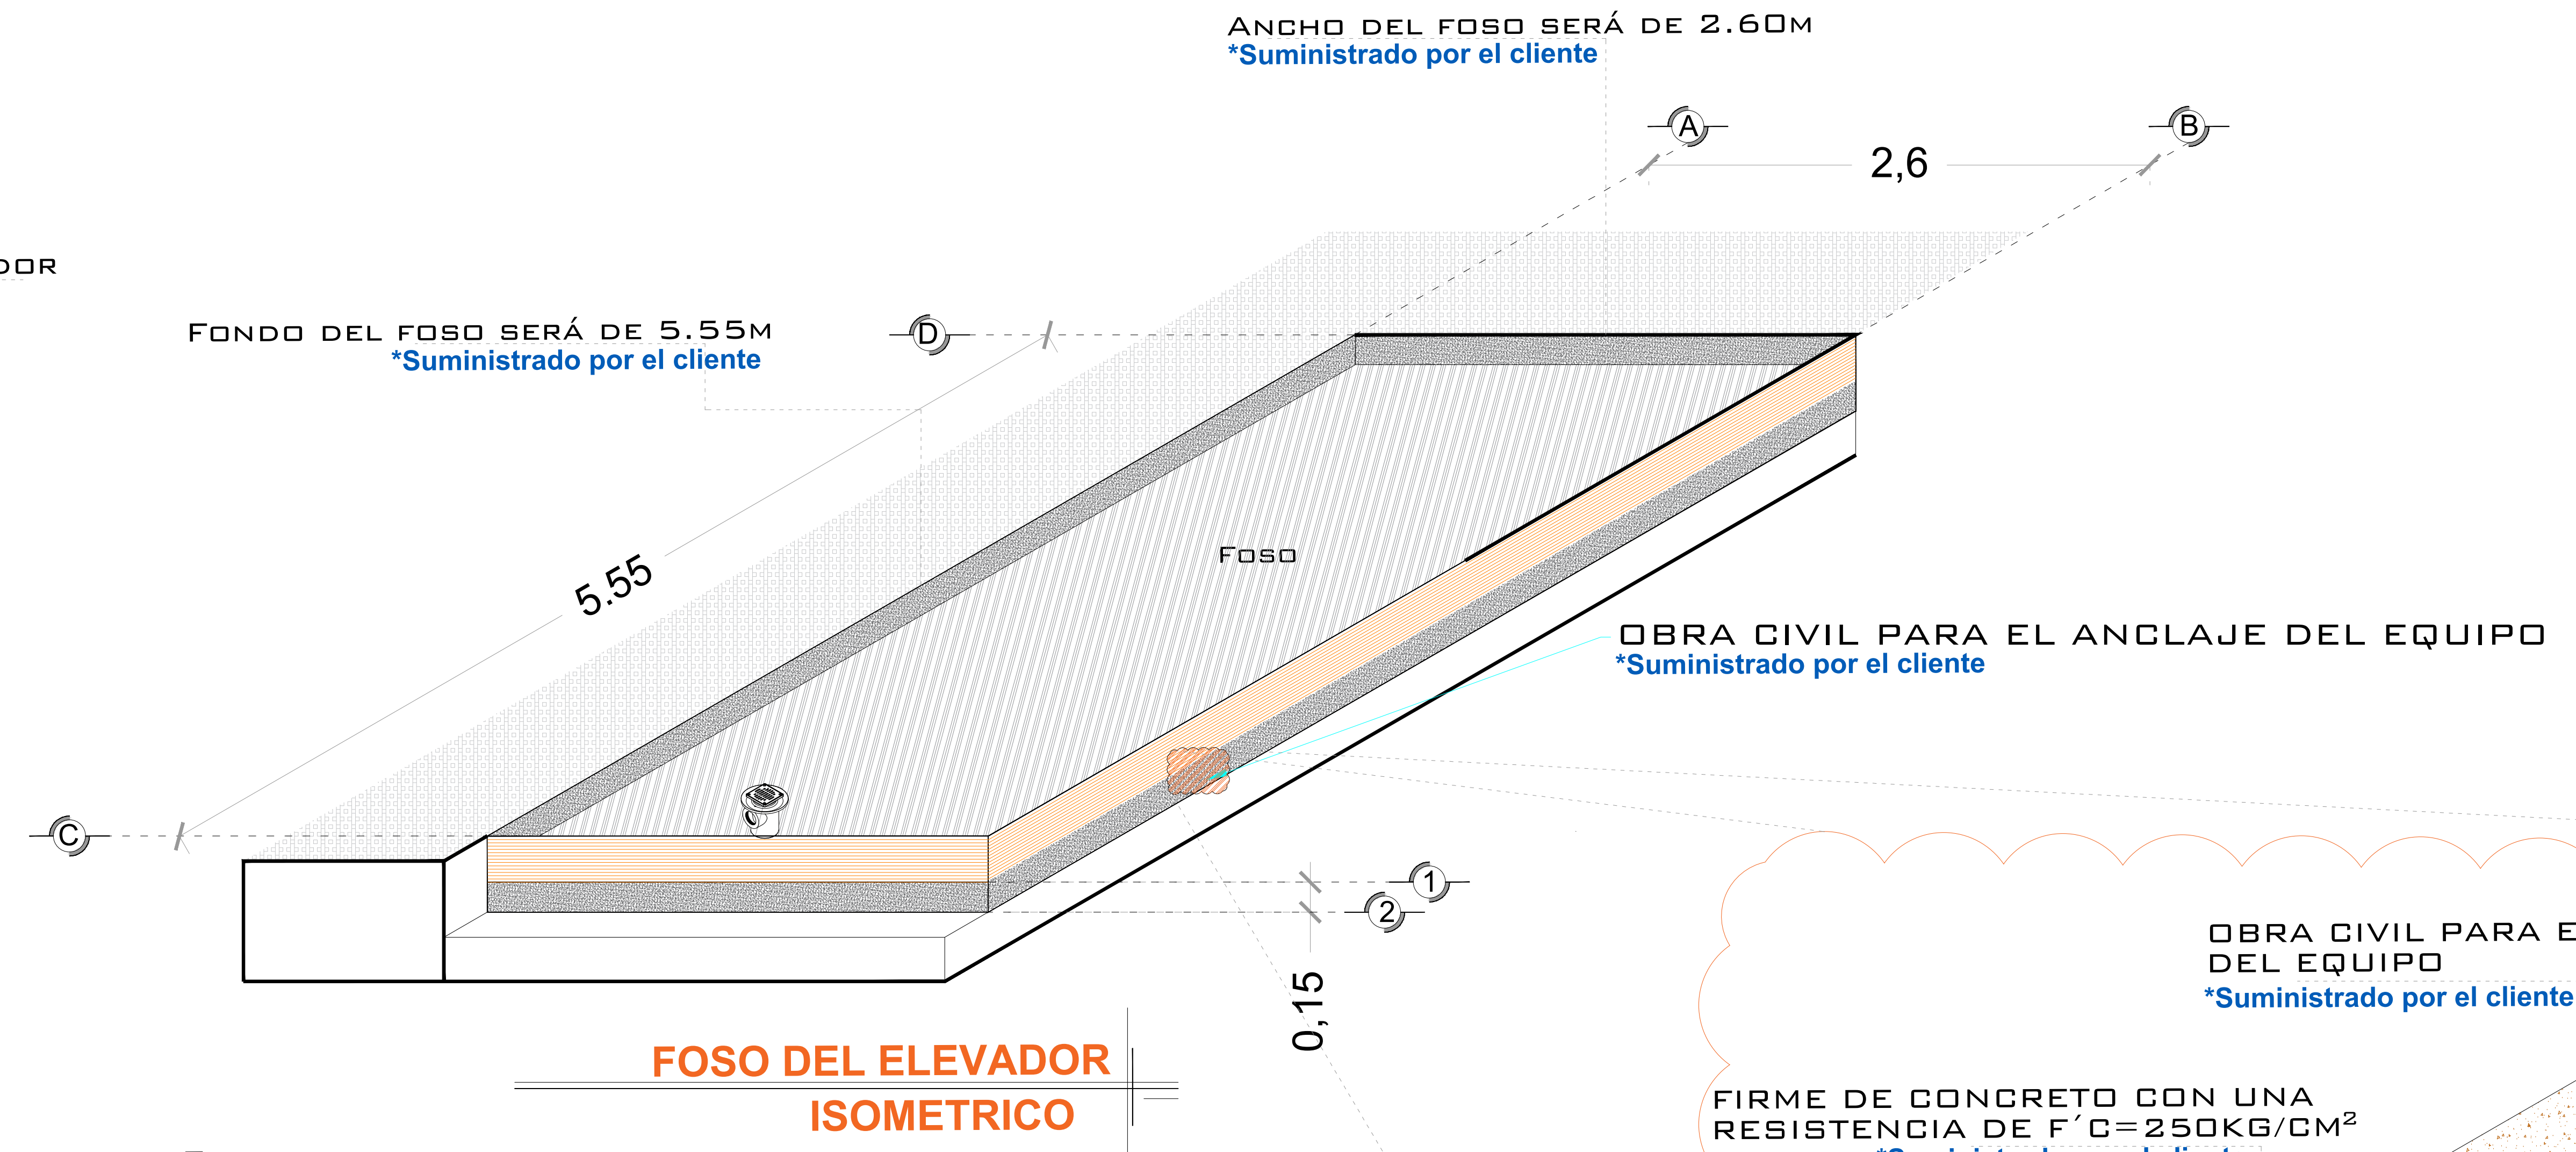 ANCHO DEL FOSO SERÁ DE 2.60M
*Suministrado por el cliente
A
B
2,6
DOR
FONDO DEL FOSO SERÁ DE 5.55M
*Suministrado por el cliente
D
5.55
FOSO
OBRA CIVIL PARA EL ANCLAJE DEL EQUIPO
*Suministrado por el cliente
C
1
2
0,15
OBRA CIVIL PARA E
DEL EQUIPO
*Suministrado por el cliente
FOSO DEL ELEVADOR
ISOMETRICO
FIRME DE CONCRETO CON UNA
RESISTENCIA DE F´C=250KG/CM²